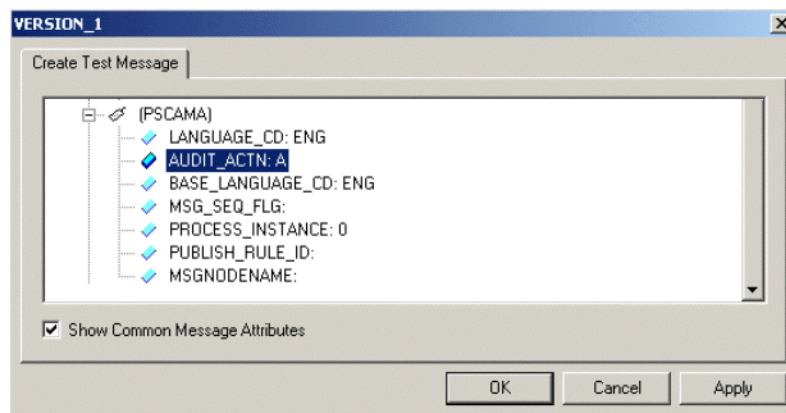 VERSION_1
Create Test Message
(PSCAMA)
LANGUAGE_CD: ENG
AUDIT_ACTN: A
BASE_LANGUAGE_CD: ENG
MSG_SEQ_FLG:
PROCESS_INSTANCE: 0
PUBLISH_RULE_ID:
MSGNODENAME:
Show Common Message Attributes
OK Cancel Apply